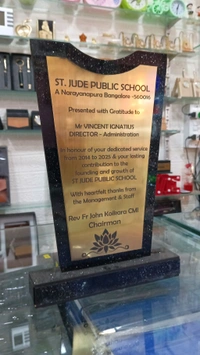 ST. JUDE PUBLIC SCHOOL
A Narayanapura Bangalore -560016
Presented with Gratitude to
Mr VINCENT IGNATIUS
DIRECTOR - Administration
in honour of your dedicated service
from 2014 to 2025 & your lasting
contribution to the
founding and growth of
ST JUDE PUBLIC SCHOOL
With heartfelt thanks from
the Management & Staff
Rev Fr John Kalliara CMI
Chairman